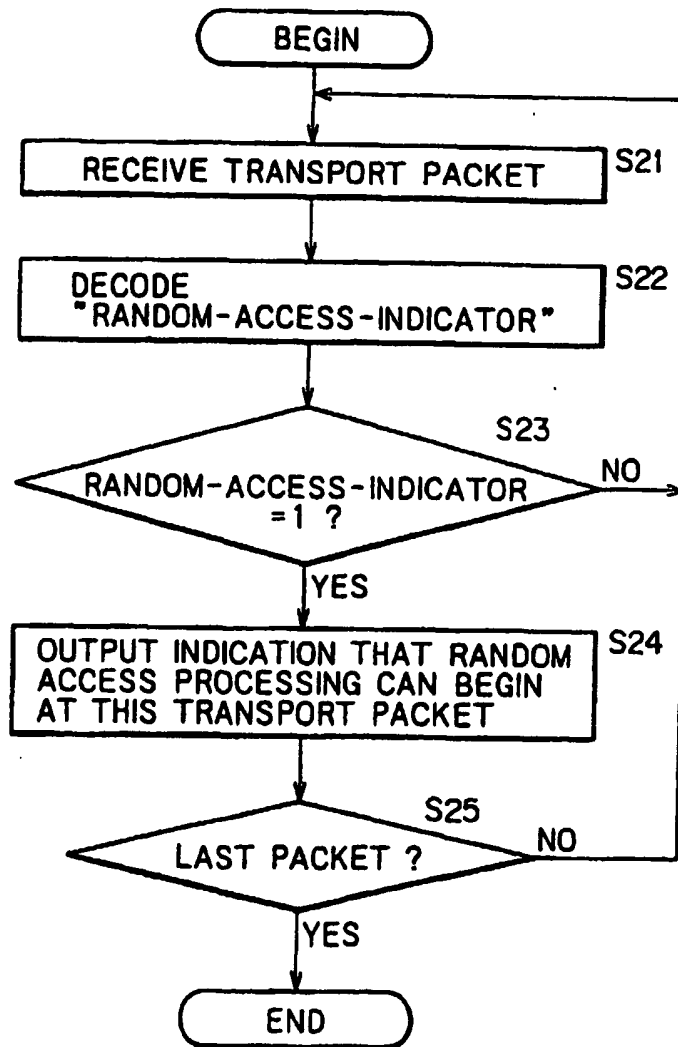 BEGIN
RECEIVE TRANSPORT PACKET
S21
DECODE
"RANDOM-ACCESS-INDICATOR"
S22
S23
RANDOM-ACCESS-INDICATOR
=1 ?
NO
YES
OUTPUT INDICATION THAT RANDOM
ACCESS PROCESSING CAN BEGIN
AT THIS TRANSPORT PACKET
S24
S25
LAST PACKET ?
NO
YES
END